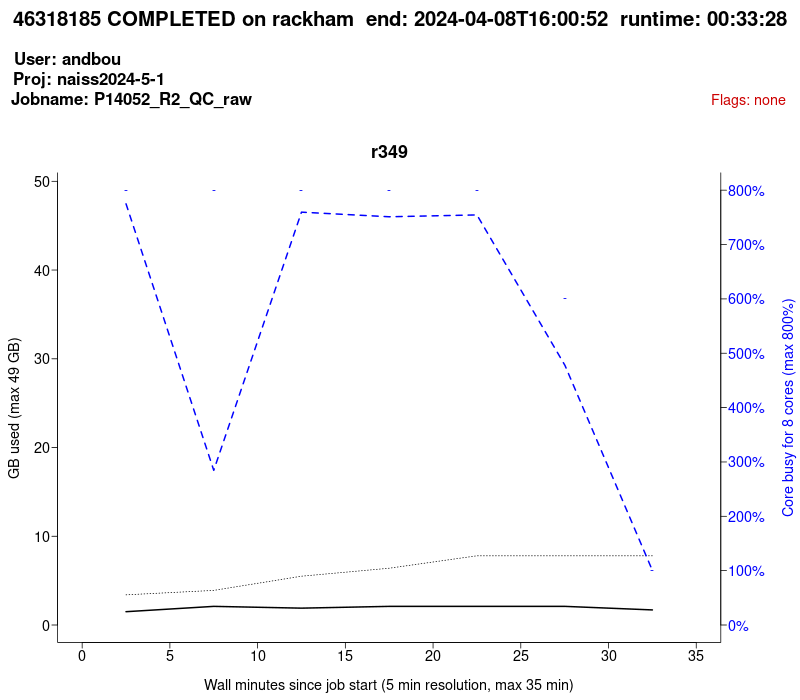 46318185 COMPLETED on rackham  end: 2024-04-08T16:00:52  runtime: 00:33:28
User: andbou
Proj: naiss2024-5-1
Jobname: P14052_R2_QC_raw
Flags: none
r349
50
40
30
20
10
0
GB used (max 49 GB)
800%
700%
600%
500%
400%
300%
200%
100%
0%
Core busy for 8 cores (max 800%)
0 5 10 15 20 25 30 35
Wall minutes since job start (5 min resolution, max 35 min)